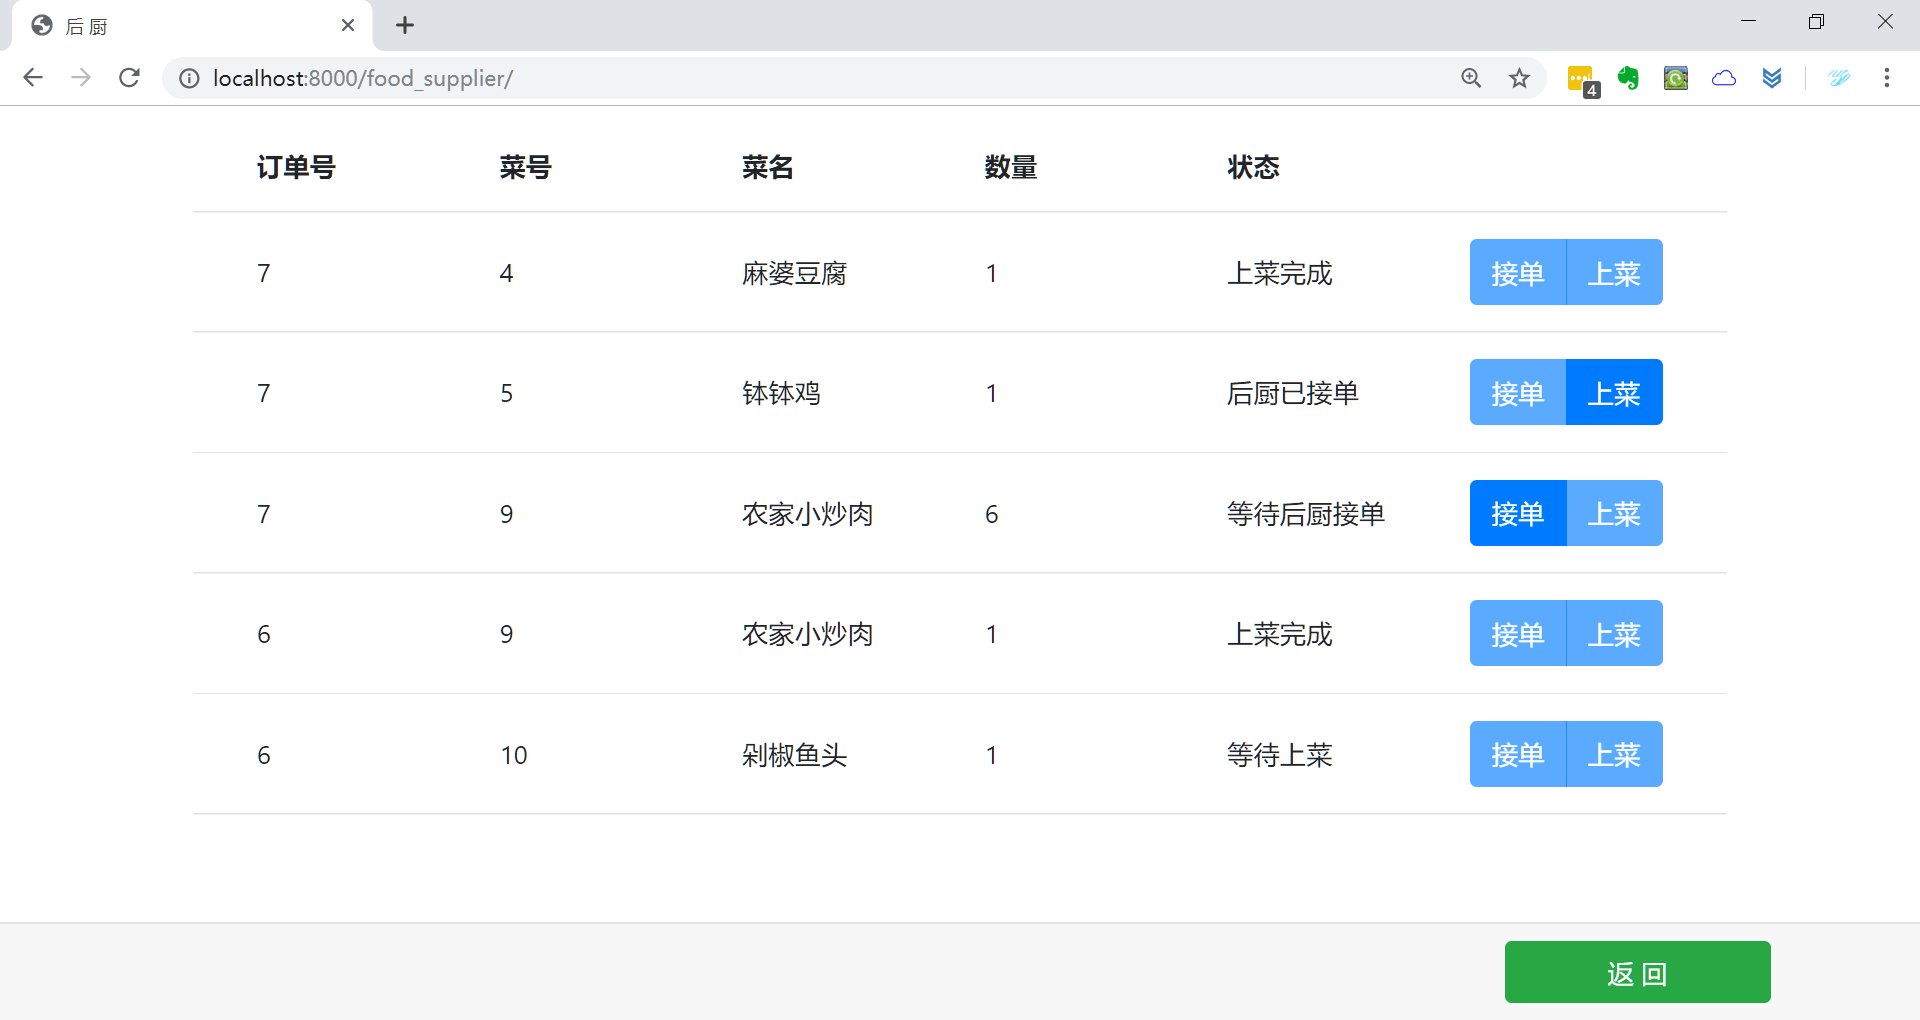 后 厨
localhost:8000/food_supplier/
4
订单号 菜号 菜名 数量 状态
7 4 麻婆豆腐 1 上菜完成 接单 上菜
7 5 钵钵鸡 1 后厨已接单 接单 上菜
7 9 农家小炒肉 6 等待后厨接单 接单 上菜
6 9 农家小炒肉 1 上菜完成 接单 上菜
6 10 剁椒鱼头 1 等待上菜 接单 上菜
返 回